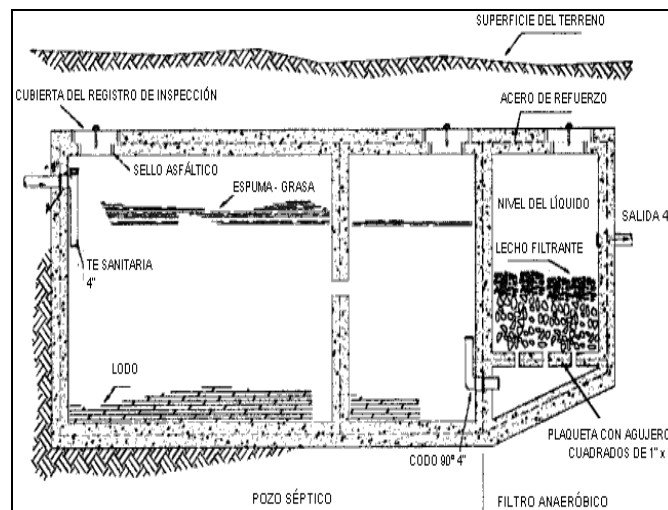 SUPERFICIE DEL TERRENO
CUBIERTA DEL REGISTRO DE INSPECCIÓN
ACERO DE REFUERZO
SELLO ASFÁLTICO
ESPUMA - GRASA
NIVEL DEL LÍQUIDO
SALIDA 4
LECHO FILTRANTE
TE SANITARIA
4"
LODO
CODO 90º 4"
PLAQUETA CON AGUJERO
CUADRADOS DE 1" x
POZO SÉPTICO
FILTRO ANAERÓBICO